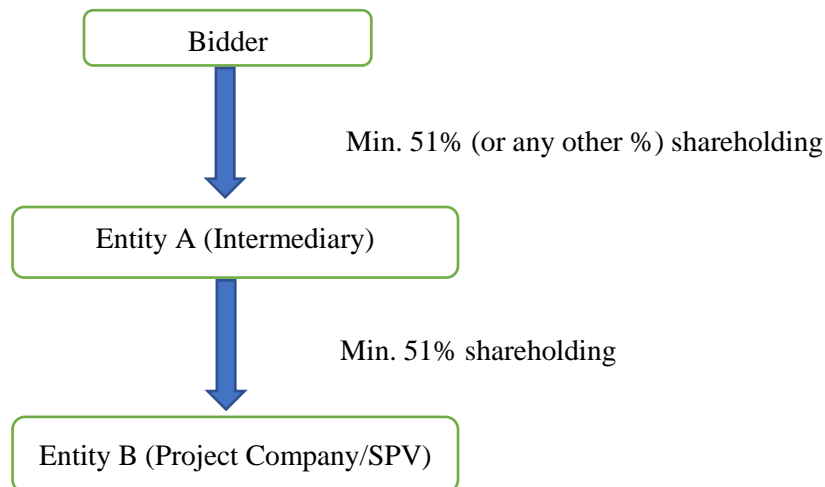 Bidder
Min. 51% (or any other %) shareholding
Entity A (Intermediary)
Min. 51% shareholding
Entity B (Project Company/SPV)